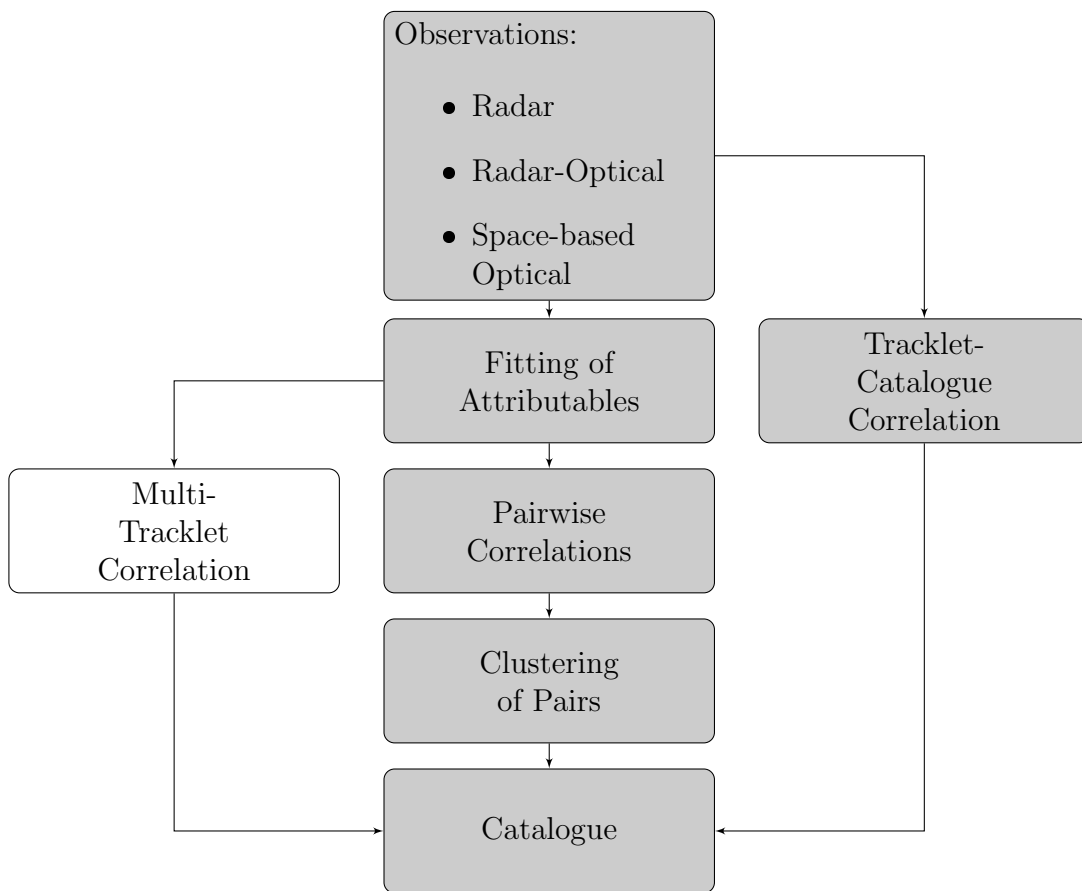 Observations:
• Radar
• Radar-Optical
• Space-based
Optical
Fitting of
Attributables
Tracklet-
Catalogue
Correlation
Multi-
Tracklet
Correlation
Pairwise
Correlations
Clustering
of Pairs
Catalogue